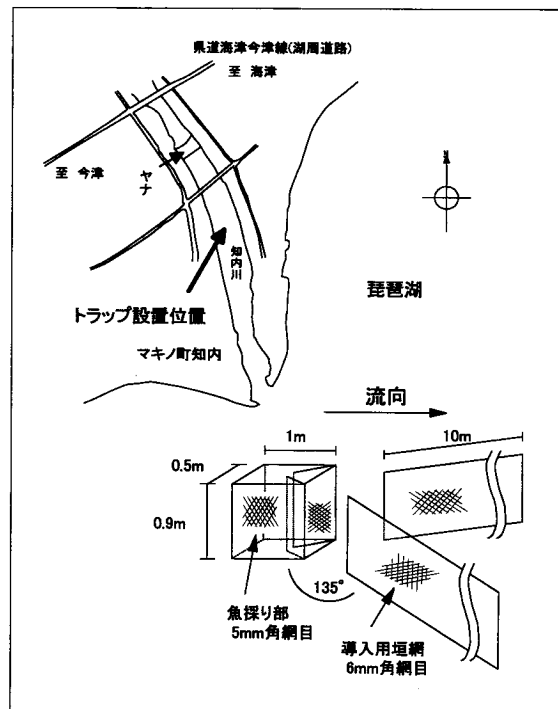 県道海津今津線(湖周道路)
至 海津
至 今津
ヤナ
知内川
琵琶湖
トラップ設置位置
マキノ町知内
流向
1m
10m
0.5m
0.9m
135°
魚採り部
5mm角網目
導入用垣網
6mm角網目